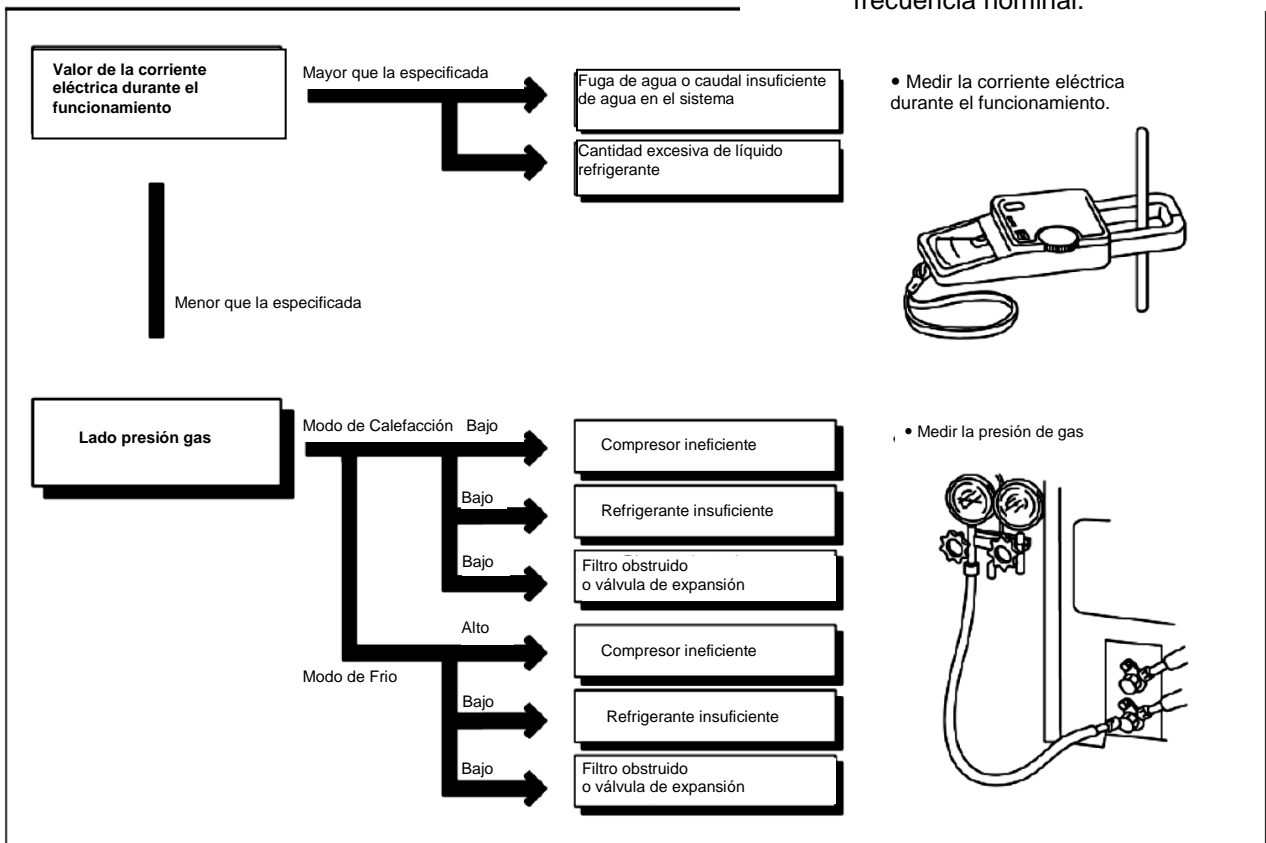 frecuencia nominal.
Valor de la corriente
eléctrica durante el
funcionamiento
Mayor que la especificada
Fuga de agua o caudal insuficiente
de agua en el sistema
• Medir la corriente eléctrica
durante el funcionamiento.
Cantidad excesiva de líquido
refrigerante
Menor que la especificada
Lado presión gas
Modo de Calefacción Bajo
Compresor ineficiente
• Medir la presión de gas
Bajo
Refrigerante insuficiente
Bajo
Filtro obstruido
o válvula de expansión
Alto
Compresor ineficiente
Modo de Frio
Bajo
Refrigerante insuficiente
Bajo
Filtro obstruido
o válvula de expansión